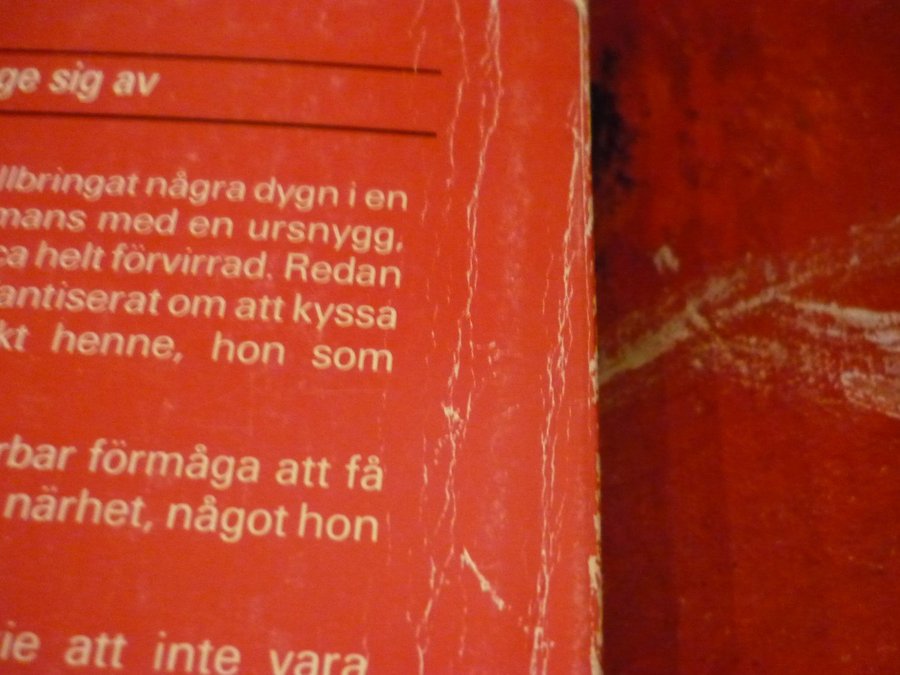 ge sig av
llbringat några dygn i en
mans med en ursnygg,
ca helt förvirrad. Redan
antiserat om att kyssa
kt henne, hon som
rbar förmåga att få
närhet, något hon
ie att inte vara